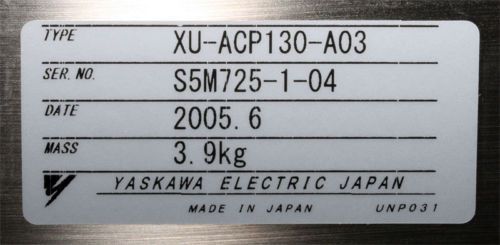 TYPE XU-ACP130-A03
SER. NO. S5M725-1-04
DATE 2005.6
MASS 3.9kg
YASKAWA ELECTRIC JAPAN
MADE IN JAPAN UNP031